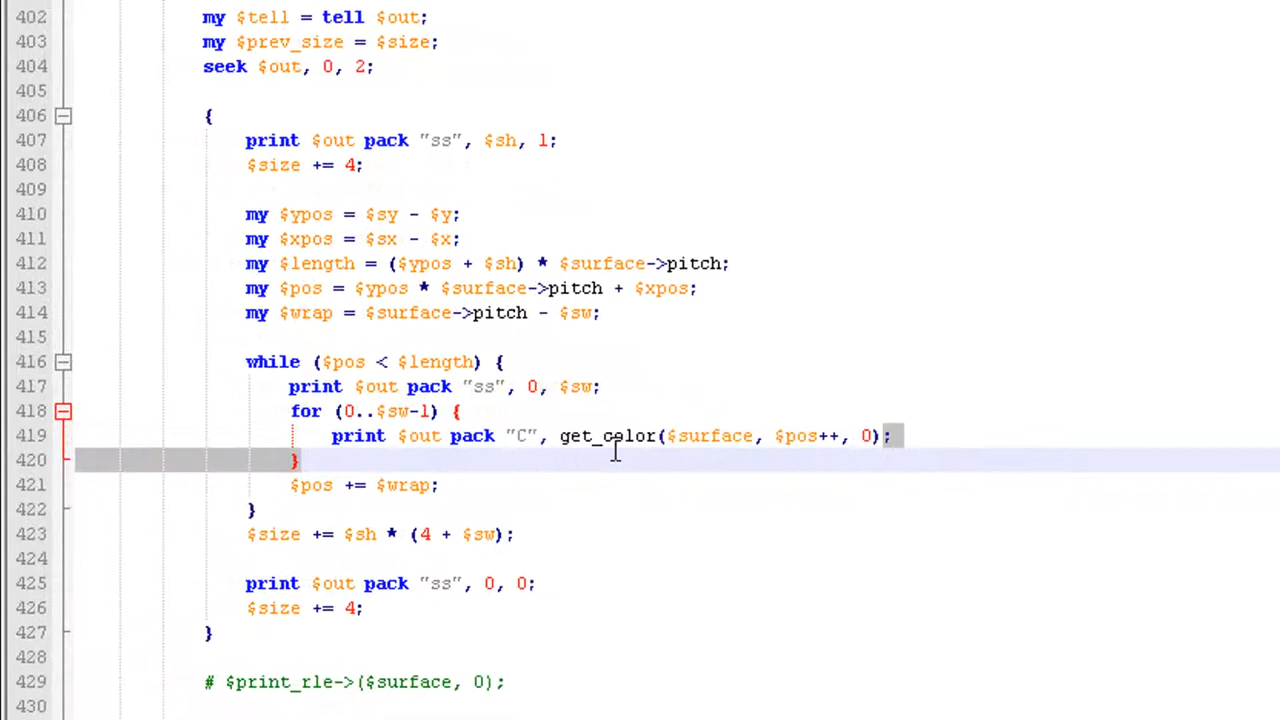 402 my $tell = tell $out;
403 my $prev_size = $size;
404 seek $out, 0, 2;
405
406 {
407 print $out pack "ss", $sh, 1;
408 $size += 4;
409
410 my $ypos = $sy - $y;
411 my $xpos = $sx - $x;
412 my $length = ($ypos + $sh) * $surface->pitch;
413 my $pos = $ypos * $surface->pitch + $xpos;
414 my $wrap = $surface->pitch - $sw;
415
416 while ($pos < $length) {
417 print $out pack "ss", 0, $sw;
418 for (0..$sw-1) {
419 print $out pack "C", get_color($surface, $pos++, 0);
420 }
421 $pos += $wrap;
422 }
423 $size += $sh * (4 + $sw);
424
425 print $out pack "ss", 0, 0;
426 $size += 4;
427 }
428
429 # $print_rle->($surface, 0);
430